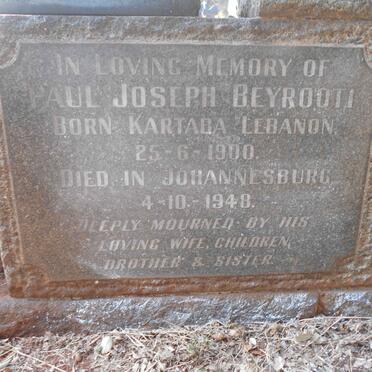 IN LOVING MEMORY OF
PAUL JOSEPH BEYROOTI
BORN KARTABA LEBANON
25-6-1900.
DIED IN JOHANNESBURG
4-10-1948.
DEEPLY MOURNED BY HIS
LOVING WIFE, CHILDREN,
BROTHER & SISTER.